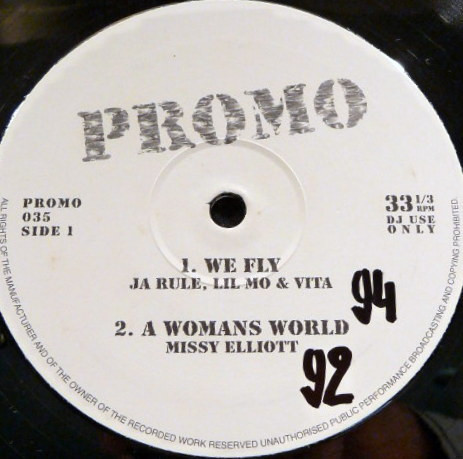 PROMO
PROMO
035
SIDE 1
33 1/3
RPM
DJ USE
ONLY
1. WE FLY
JA RULE, LIL MO & VITA
94
2. A WOMANS WORLD
MISSY ELLIOTT
92
ALL RIGHTS OF THE MANUFACTURER AND OF THE OWNER OF THE RECORDED WORK RESERVED UNAUTHORISED PUBLIC PERFORMANCE BROADCASTING AND COPYING PROHIBITED